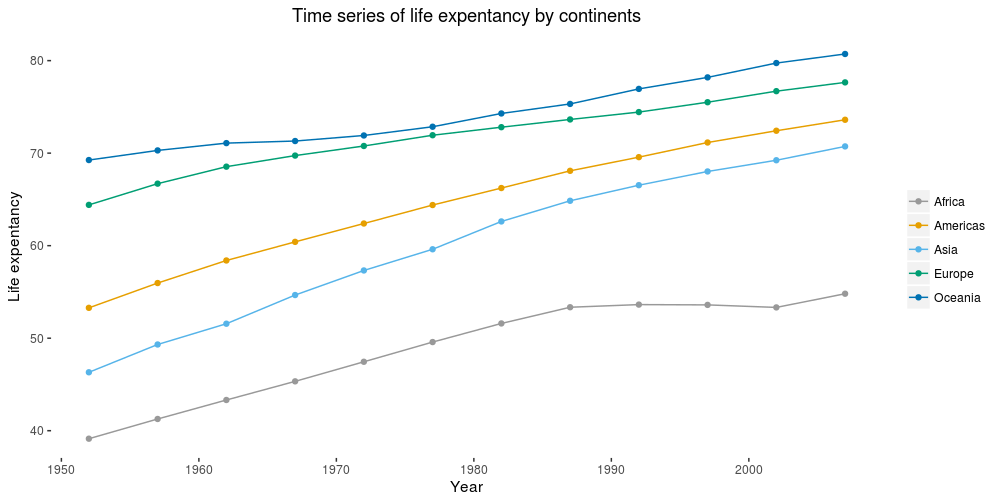 Time series of life expentancy by continents
Life expentancy
80
70
60
50
40
1950 1960 1970 1980 1990 2000
Year
Africa
Americas
Asia
Europe
Oceania